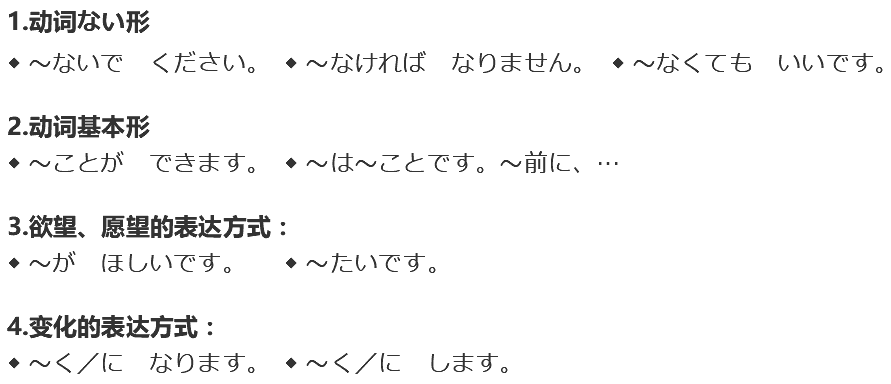 1.动词ない形
◆ ～ないで　ください。 ◆ ～なければ　なりません。 ◆ ～なくても　いいです。
2.动词基本形
◆ ～ことが　できます。 ◆ ～は～ことです。～前に、…
3.欲望、愿望的表达方式：
◆ ～が　ほしいです。 ◆ ～たいです。
4.变化的表达方式：
◆ ～く／に　なります。 ◆ ～く／に　します。